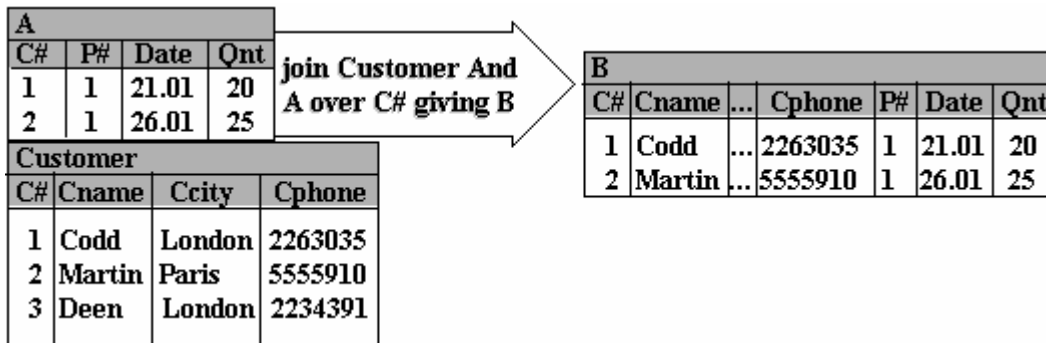 A
C# P# Date Qnt
1 1 21.01 20
2 1 26.01 25
join Customer And
A over C# giving B
Customer
C# Cname Ccity Cphone
1 Codd London 2263035
2 Martin Paris 5555910
3 Deen London 2234391
B
C# Cname ... Cphone P# Date Qnt
1 Codd ... 2263035 1 21.01 20
2 Martin ... 5555910 1 26.01 25